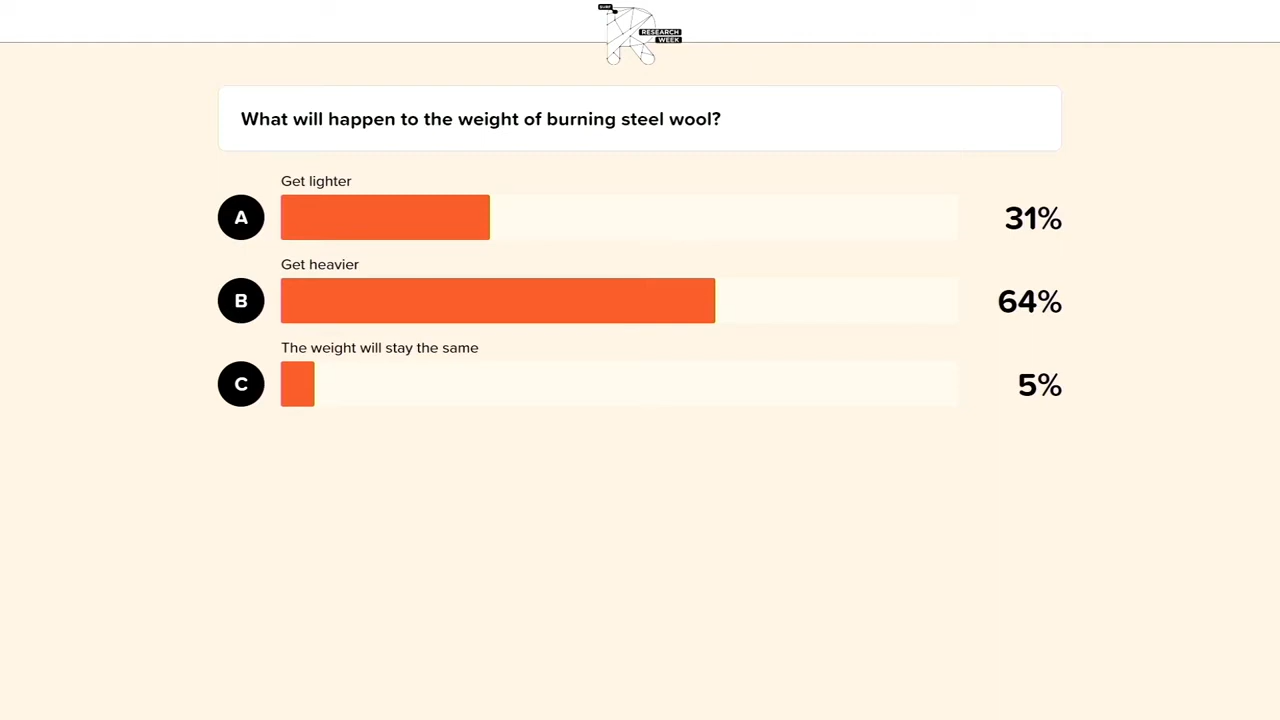 SURF
RESEARCH
WEEK
What will happen to the weight of burning steel wool?
Get lighter
A
31%
Get heavier
B
64%
The weight will stay the same
C
5%